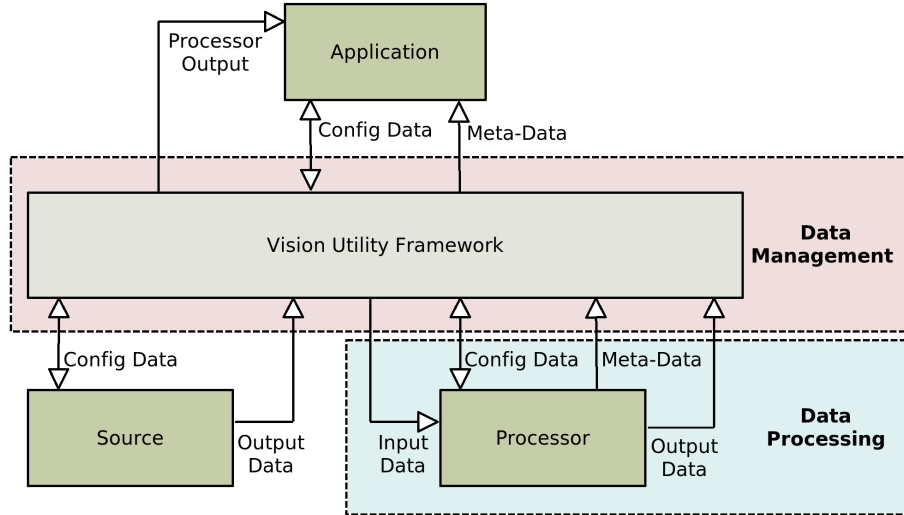 Processor
Output
Application
Config Data
Meta-Data
Vision Utility Framework
Data
Management
Config Data
Config Data
Meta-Data
Source
Output
Data
Input
Data
Processor
Output
Data
Data
Processing